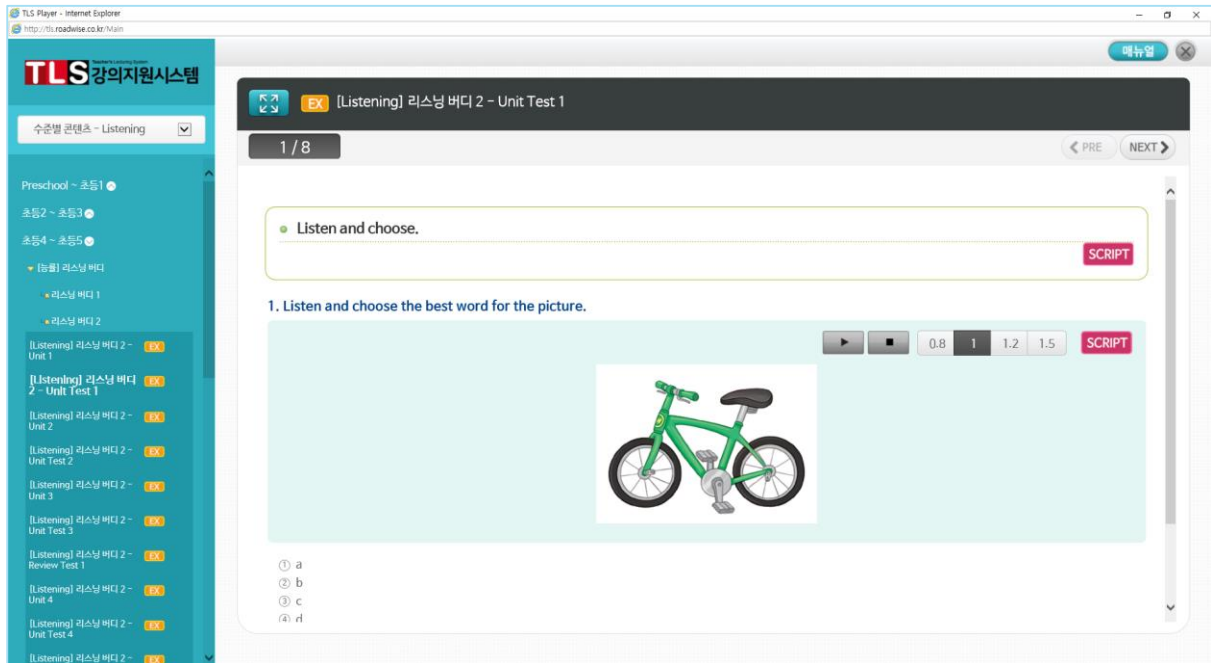 TLS Player - Internet Explorer
http://tls.roadwise.co.kr/Main
Teacher's Lecturing System
TLS 강의지원시스템
수준별 콘텐츠 - Listening
Preschool ~ 초등1
초등2 ~ 초등3
초등4 ~ 초등5
[능률] 리스닝 버디
리스닝 버디 1
리스닝 버디 2
[Listening] 리스닝 버디 2 -
Unit 1
EX
[Listening] 리스닝 버디
2 - Unit Test 1
EX
[Listening] 리스닝 버디 2 -
Unit 2
EX
[Listening] 리스닝 버디 2 -
Unit Test 2
EX
[Listening] 리스닝 버디 2 -
Unit 3
EX
[Listening] 리스닝 버디 2 -
Unit Test 3
EX
[Listening] 리스닝 버디 2 -
Review Test 1
EX
[Listening] 리스닝 버디 2 -
Unit 4
EX
[Listening] 리스닝 버디 2 -
Unit Test 4
EX
[Listening] 리스닝 버디 2 -
EX
매뉴얼
EX [Listening] 리스닝 버디 2 - Unit Test 1
1 / 8
PRE NEXT
Listen and choose.
SCRIPT
1. Listen and choose the best word for the picture.
0.8 1 1.2 1.5 SCRIPT
① a
② b
③ c
④ d